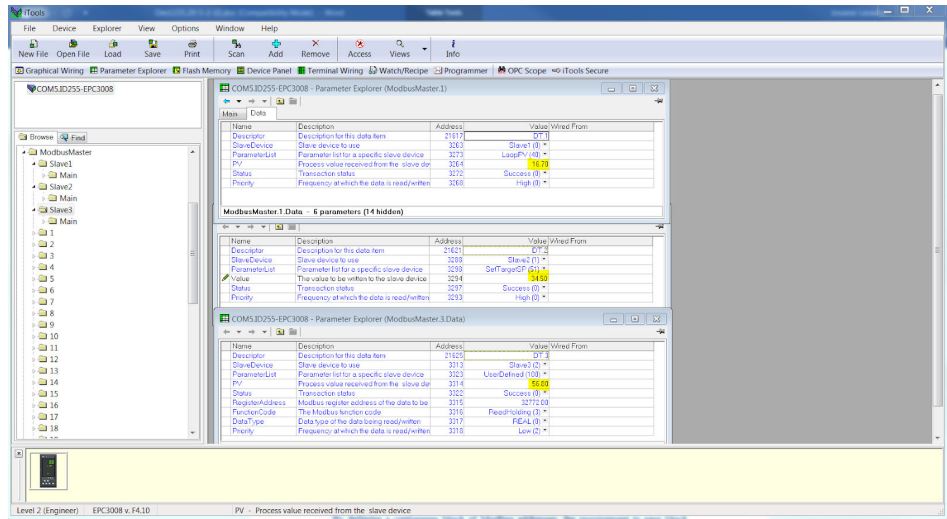 iTools
File Device Explorer View Options Window Help
New File Open File Load Save Print Scan Add Remove Access Views Info
Graphical Wiring Parameter Explorer Flash Memory Device Panel Terminal Wiring Watch/Recipe Programmer OPC Scope iTools Secure
COM5.ID255-EPC3008
Browse Find
ModbusMaster
Slave1
Main
Slave2
Main
Slave3
Main
1
2
3
4
5
6
7
8
9
10
11
12
13
14
15
16
17
18
COM5.ID255-EPC3008 - Parameter Explorer (ModbusMaster.1)
Main Data
Name Description Address Value Wired From
Descriptor Description for this data item 21617 DT.1
SlaveDevice Slave device to use 3263 Slave1 (0)
ParameterList Parameter list for a specific slave device 3273 LoopPV (40)
PV Process value received from the slave de 3264 16.70
Status Transaction status 3272 Success (0)
Priority Frequency at which the data is read/written 3268 High (0)
ModbusMaster.1.Data - 6 parameters (14 hidden)
Name Description Address Value Wired From
Descriptor Description for this data item 21621 DT.2
SlaveDevice Slave device to use 3288 Slave2 (1)
ParameterList Parameter list for a specific slave device 3298 SetTargetSP (51)
Value The value to be written to the slave device 3294 34.50
Status Transaction status 3297 Success (0)
Priority Frequency at which the data is read/written 3293 High (0)
COM5.ID255-EPC3008 - Parameter Explorer (ModbusMaster.3.Data)
Name Description Address Value Wired From
Descriptor Description for this data item 21625 DT.3
SlaveDevice Slave device to use 3313 Slave3 (2)
ParameterList Parameter list for a specific slave device 3323 UserDefined (100)
PV Process value received from the slave de 3314 56.00
Status Transaction status 3322 Success (0)
RegisterAddress Modbus register address of the data to be 3315 32772.00
FunctionCode The Modbus function code 3316 ReadHolding (3)
DataType Data type of the data being read/written 3317 REAL (8)
Priority Frequency at which the data is read/written 3318 Low (2)
Level 2 (Engineer) EPC3008 v. F4.10 PV - Process value received from the slave device